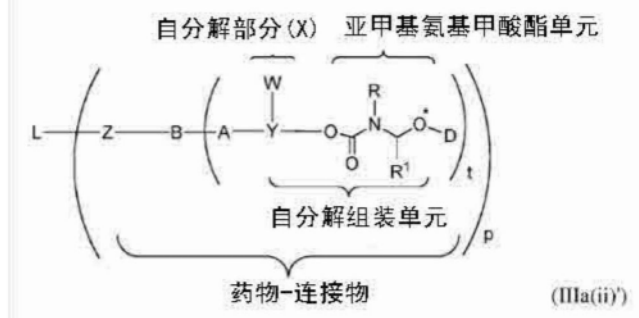 自分解部分(X) 亚甲基氨基甲酸酯单元
W R
L Z B A Y O N O* D
O R¹ t
自分解组装单元
p
药物-连接物
(IIIa(ii)')